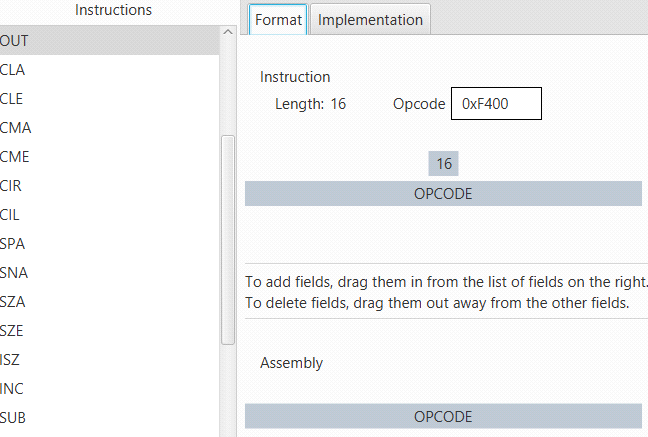 Instructions
OUT
CLA
CLE
CMA
CME
CIR
CIL
SPA
SNA
SZA
SZE
ISZ
INC
SUB
Format Implementation
Instruction
Length: 16 Opcode 0xF400
16
OPCODE
To add fields, drag them in from the list of fields on the right.
To delete fields, drag them out away from the other fields.
Assembly
OPCODE